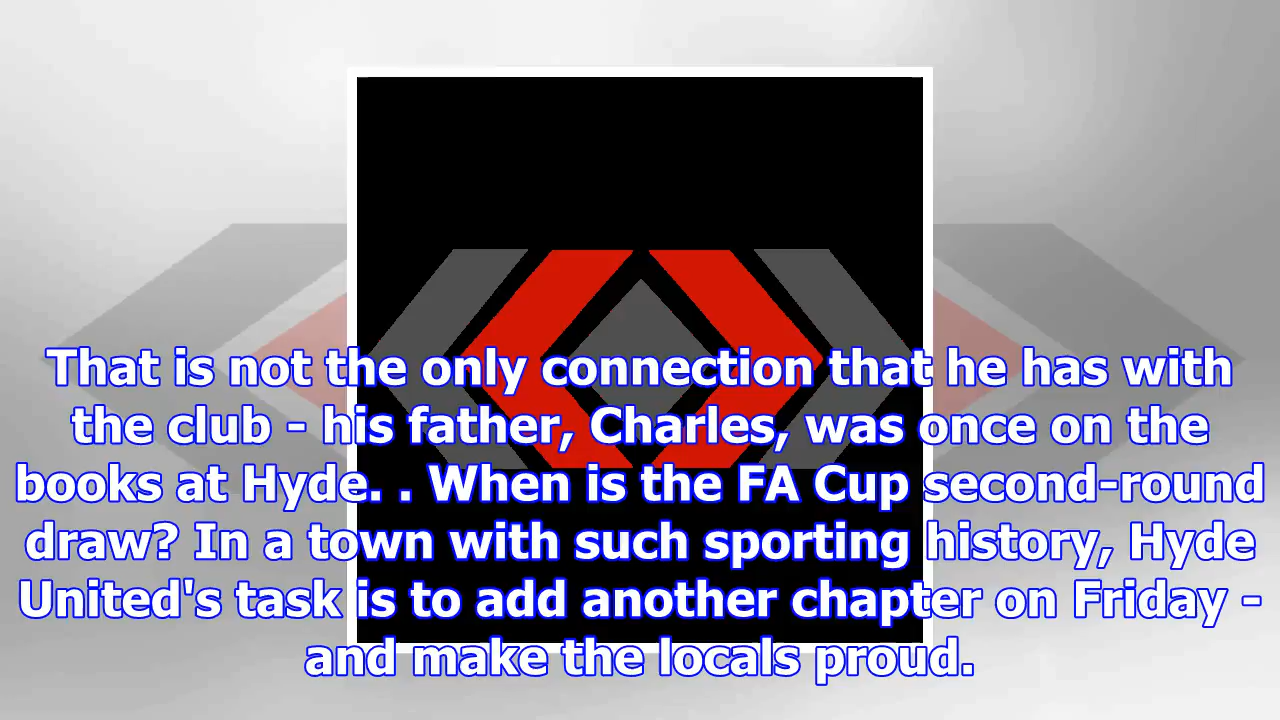 That is not the only connection that he has with
the club - his father, Charles, was once on the
books at Hyde. . When is the FA Cup second-round
draw? In a town with such sporting history, Hyde
United's task is to add another chapter on Friday -
and make the locals proud.